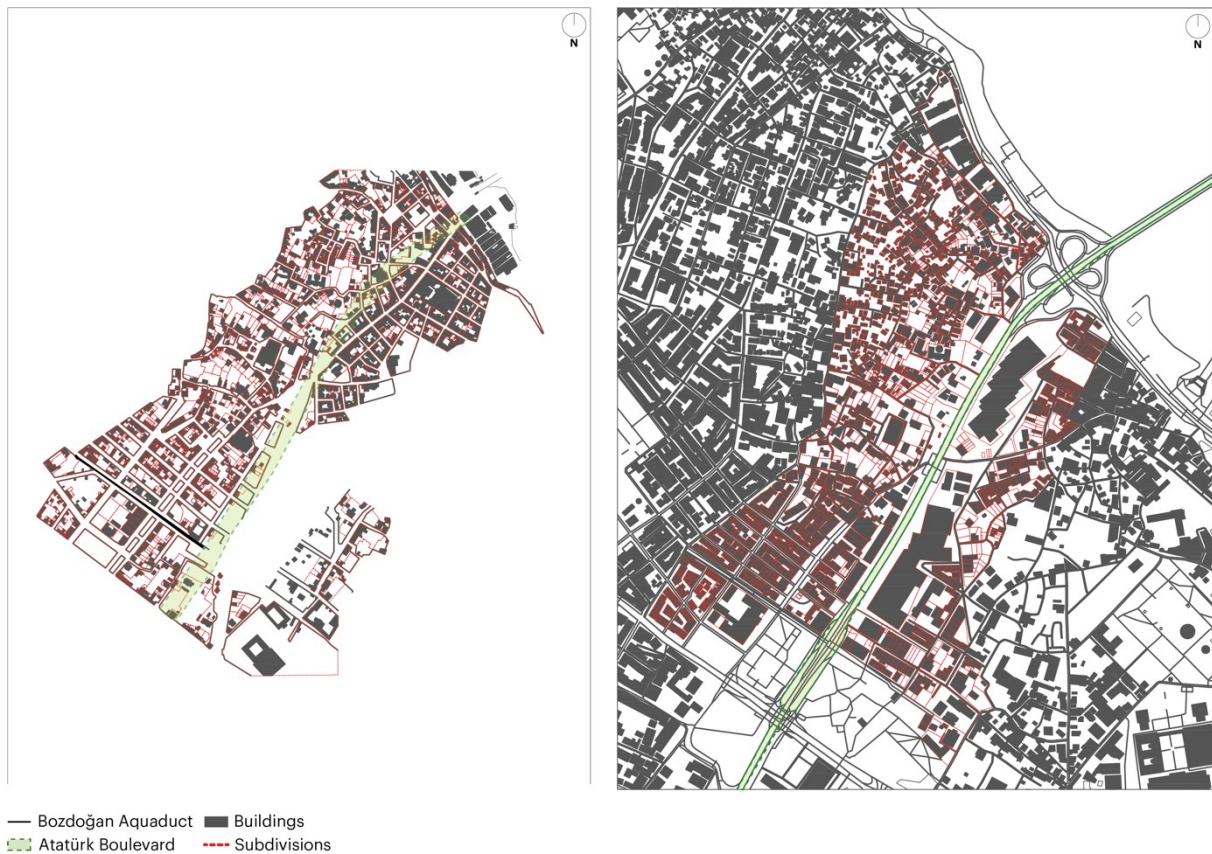 N
N
Bozdoğan Aquaduct
Buildings
Atatürk Boulevard
Subdivisions